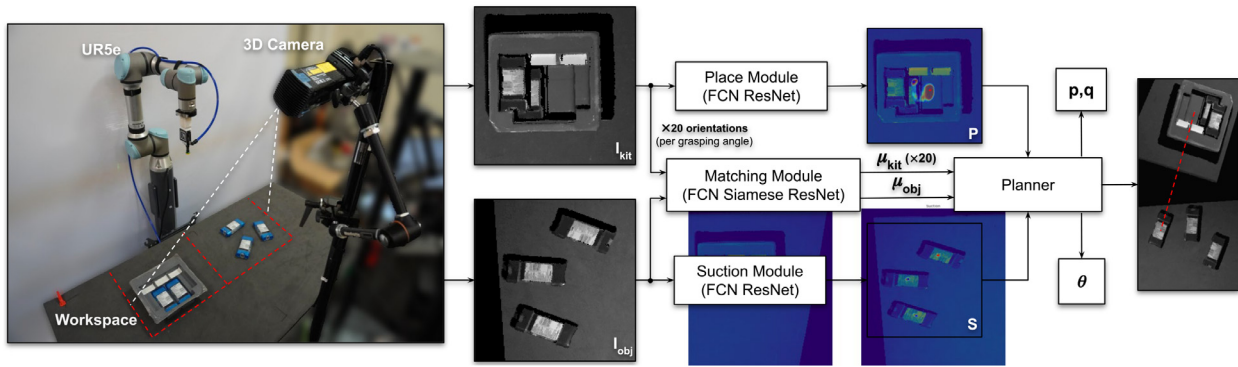 UR5e
3D Camera
Workspace
I_kit
I_obj
×20 orientations
(per grasping angle)
Place Module
(FCN ResNet)
Matching Module
(FCN Siamese ResNet)
Suction Module
(FCN ResNet)
P
μ_kit (×20)
μ_obj
S
Planner
p,q
θ